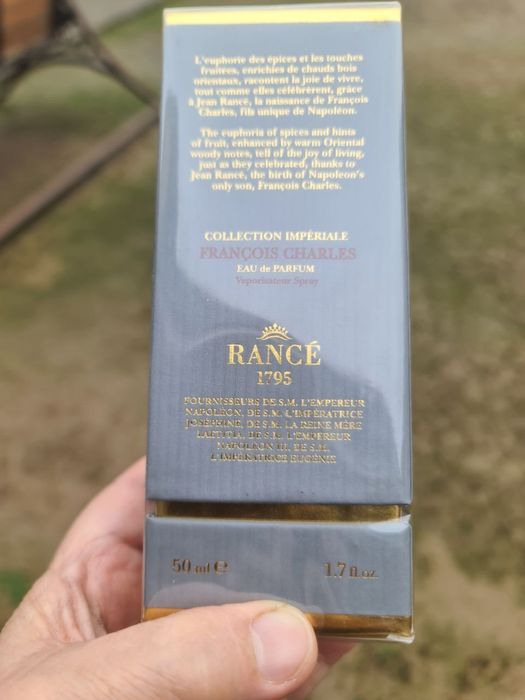 L'euphorie des épices et les touches
fruitées, enrichies de chauds bois
orientaux, racontent la joie de vivre,
tout comme elles célébrèrent, grâce
à Jean Rancé, la naissance de François
Charles, fils unique de Napoléon.
The euphoria of spices and hints
of fruit, enhanced by warm Oriental
woody notes, tell of the joy of living,
just as they celebrated, thanks to
Jean Rancé, the birth of Napoleon's
only son, François Charles.
COLLECTION IMPÉRIALE
FRANÇOIS CHARLES
EAU de PARFUM
Vaporisateur Spray
RANCÉ
1795
FOURNISSEURS DE S.M. L'EMPEREUR
NAPOLÉON, DE S.M. L'IMPÉRATRICE
JOSÉPHINE, DE S.M. LA REINE MÈRE
LAETITIA, DE S.M. L'EMPEREUR
NAPOLÉON III, DE S.M.
L'IMPÉRATRICE EUGÉNIE
50 ml ℮ 1.7 fl.oz.